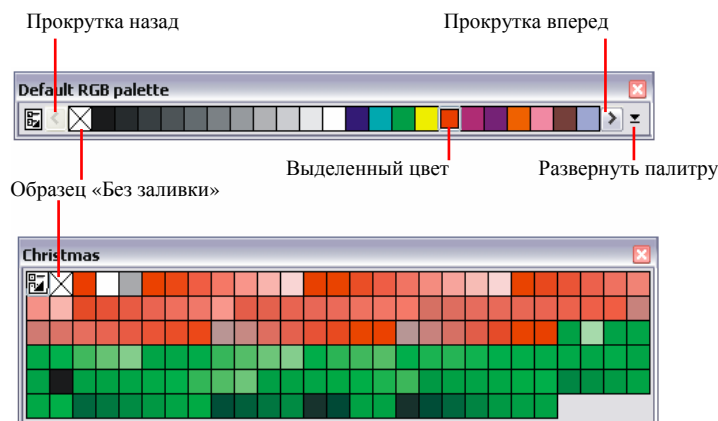 Прокрутка назад
Прокрутка вперед
Default RGB palette
Выделенный цвет
Развернуть палитру
Образец «Без заливки»
Christmas